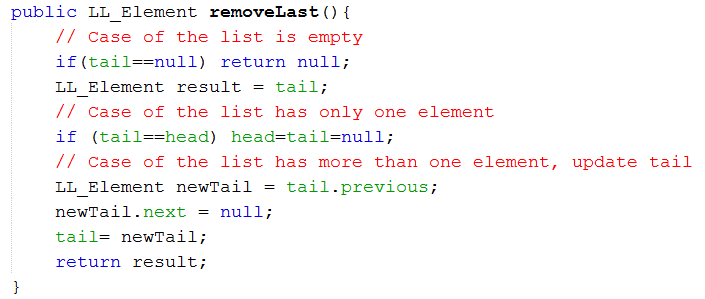 public LL_Element removeLast(){
// Case of the list is empty
if(tail==null) return null;
LL_Element result = tail;
// Case of the list has only one element
if (tail==head) head=tail=null;
// Case of the list has more than one element, update tail
LL_Element newTail = tail.previous;
newTail.next = null;
tail= newTail;
return result;
}